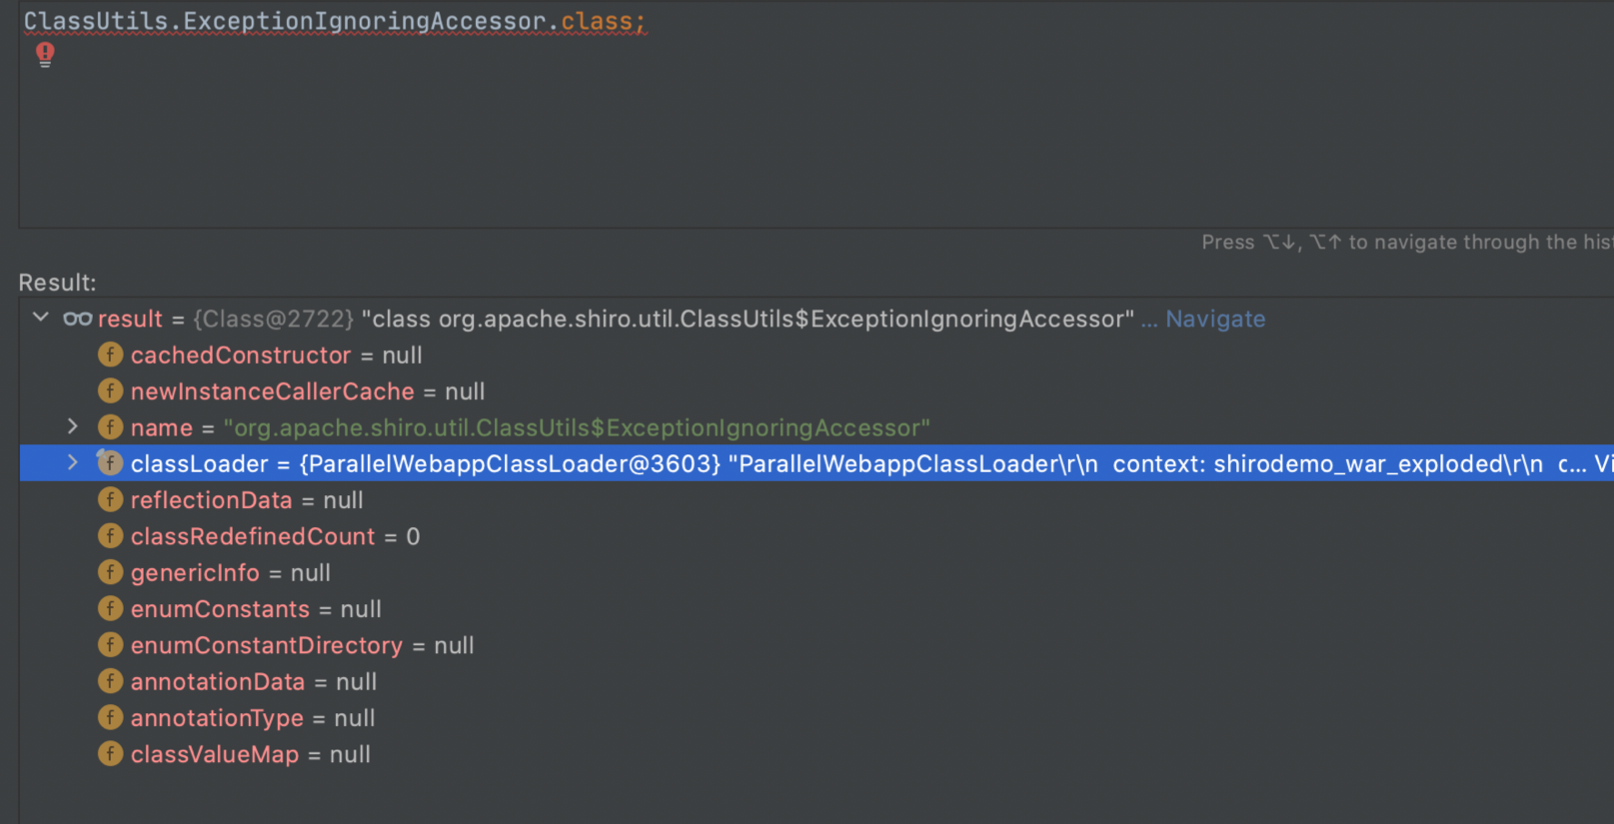 ClassUtils.ExceptionIgnoringAccessor.class;
Press ⌥↓, ⌥↑ to navigate through the his
Result:
result = {Class@2722} "class org.apache.shiro.util.ClassUtils$ExceptionIgnoringAccessor" ... Navigate
f cachedConstructor = null
f newInstanceCallerCache = null
f name = "org.apache.shiro.util.ClassUtils$ExceptionIgnoringAccessor"
f classLoader = {ParallelWebappClassLoader@3603} "ParallelWebappClassLoader\r\n  context: shirodemo_war_exploded\r\n  c... Vi
f reflectionData = null
f classRedefinedCount = 0
f genericInfo = null
f enumConstants = null
f enumConstantDirectory = null
f annotationData = null
f annotationType = null
f classValueMap = null